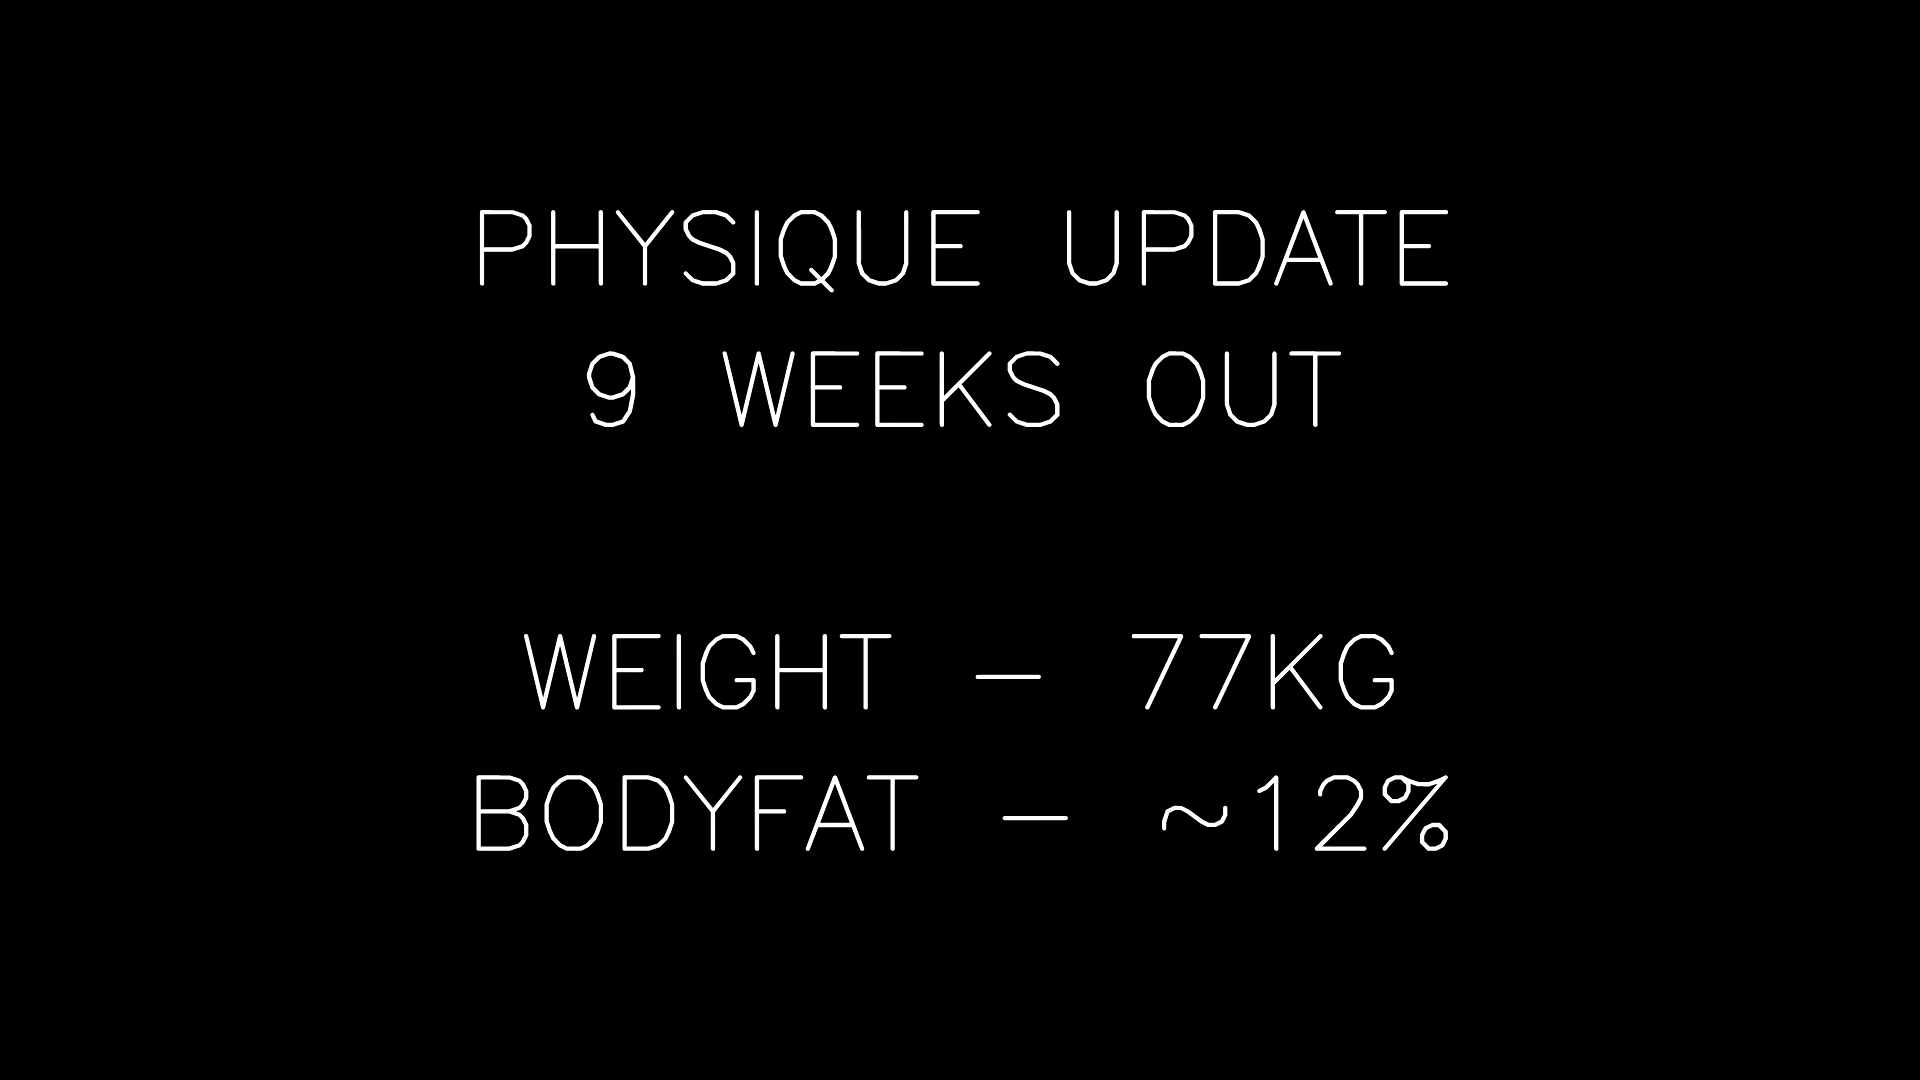 PHYSIQUE UPDATE
9 WEEKS OUT
WEIGHT - 77KG
BODYFAT - ~12%